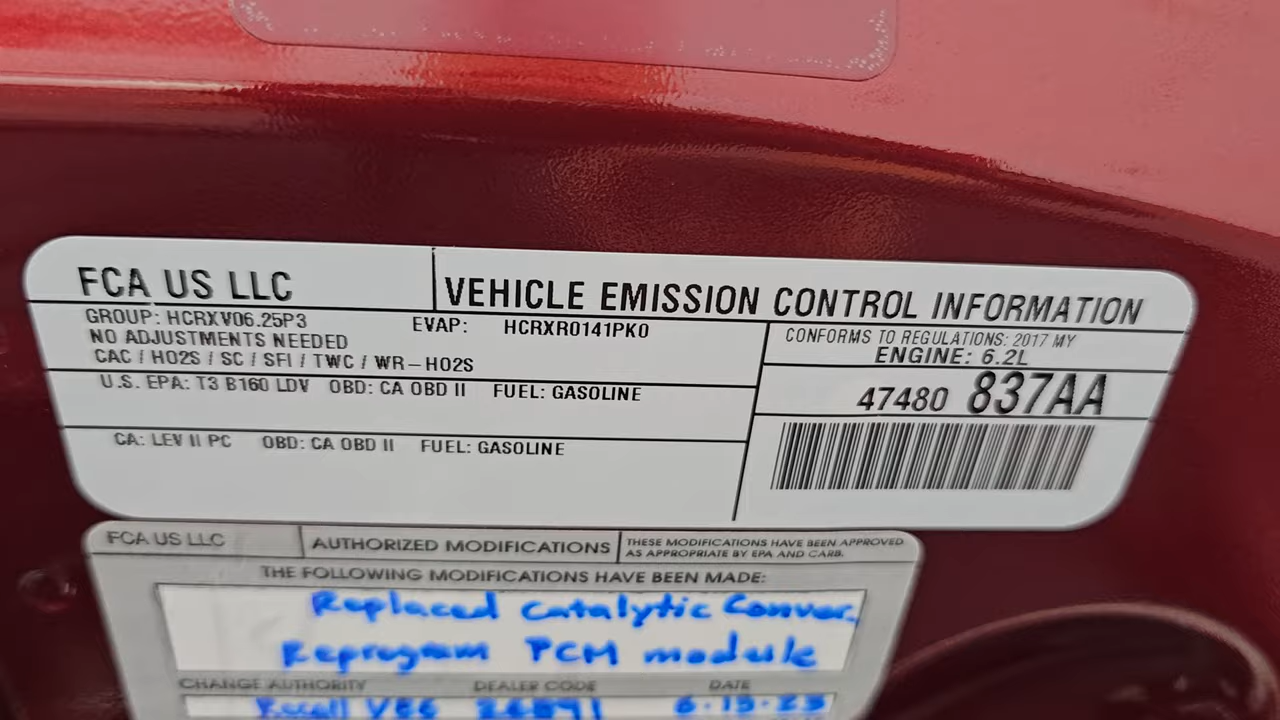 FCA US LLC
VEHICLE EMISSION CONTROL INFORMATION
GROUP: HCRXV06.25P3 EVAP: HCRXR0141PK0
NO ADJUSTMENTS NEEDED
CAC / HO2S / SC / SFI / TWC / WR-HO2S
CONFORMS TO REGULATIONS: 2017 MY
ENGINE: 6.2L
U.S. EPA: T3 B160 LDV OBD: CA OBD II FUEL: GASOLINE
47480 837AA
CA: LEV II PC OBD: CA OBD II FUEL: GASOLINE
FCA US LLC
AUTHORIZED MODIFICATIONS
THESE MODIFICATIONS HAVE BEEN APPROVED
AS APPROPRIATE BY EPA AND CARB.
THE FOLLOWING MODIFICATIONS HAVE BEEN MADE:
Replaced Catalytic Conver.
Reprogram PCM module
CHANGE AUTHORITY DEALER CODE DATE
Recall